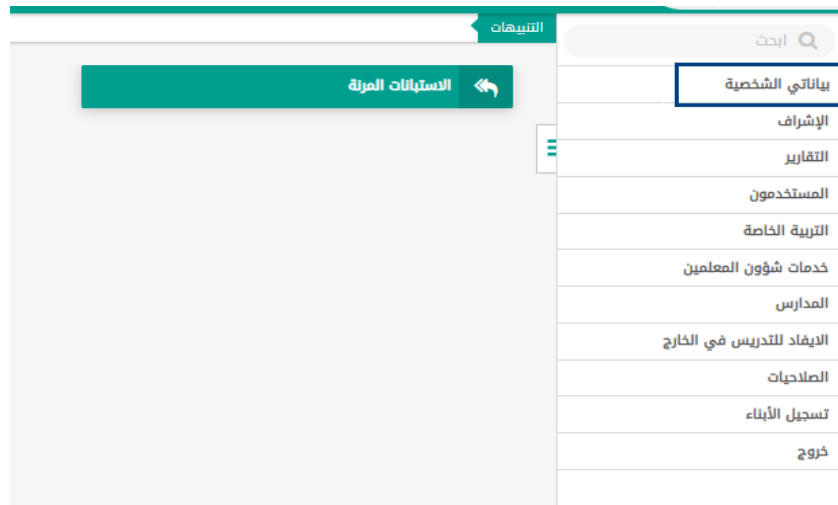 ابحث
بياناتي الشخصية
الإشراف
التقارير
المستخدمون
التربية الخاصة
خدمات شؤون المعلمين
المدارس
الايفاد للتدريس في الخارج
الصلاحيات
تسجيل الأبناء
خروج
التنبيهات
الاستبانات المرنة